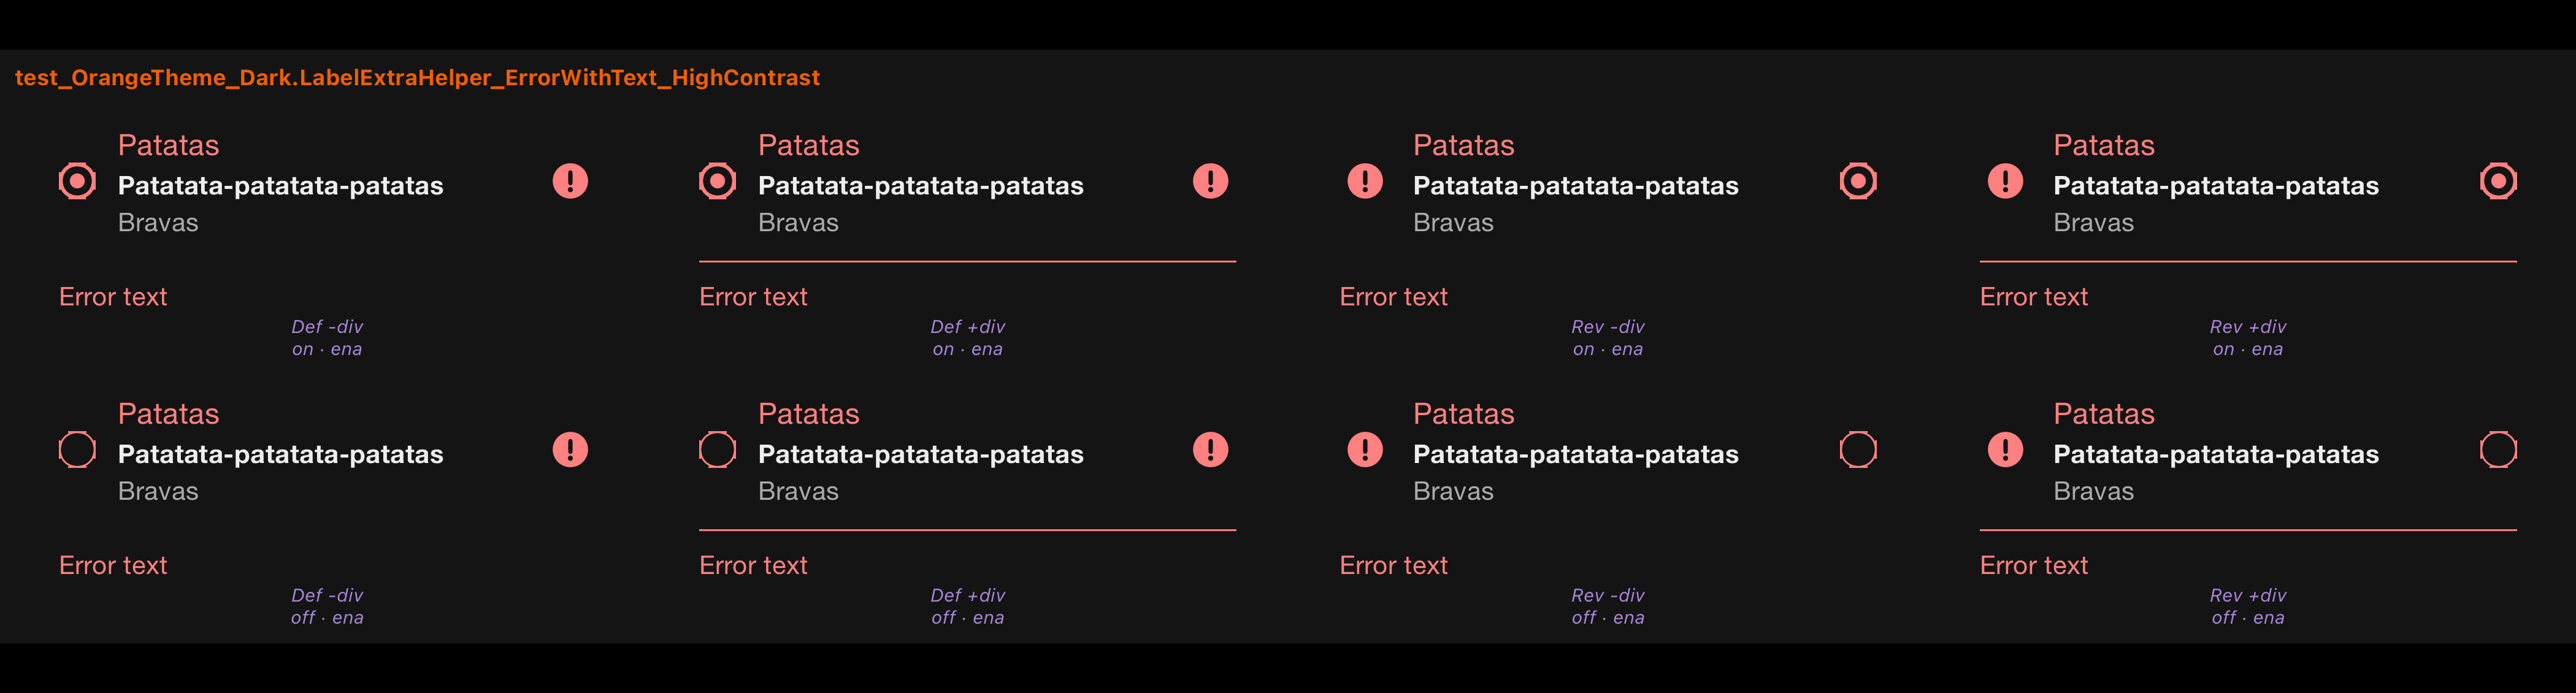 test_OrangeTheme_Dark.LabelExtraHelper_ErrorWithText_HighContrast
Patatas
Patatata-patatata-patatas
Bravas
Error text
Def -div
on · ena
Patatas
Patatata-patatata-patatas
Bravas
Error text
Def +div
on · ena
Patatas
Patatata-patatata-patatas
Bravas
Error text
Rev -div
on · ena
Patatas
Patatata-patatata-patatas
Bravas
Error text
Rev +div
on · ena
Patatas
Patatata-patatata-patatas
Bravas
Error text
Def -div
off · ena
Patatas
Patatata-patatata-patatas
Bravas
Error text
Def +div
off · ena
Patatas
Patatata-patatata-patatas
Bravas
Error text
Rev -div
off · ena
Patatas
Patatata-patatata-patatas
Bravas
Error text
Rev +div
off · ena